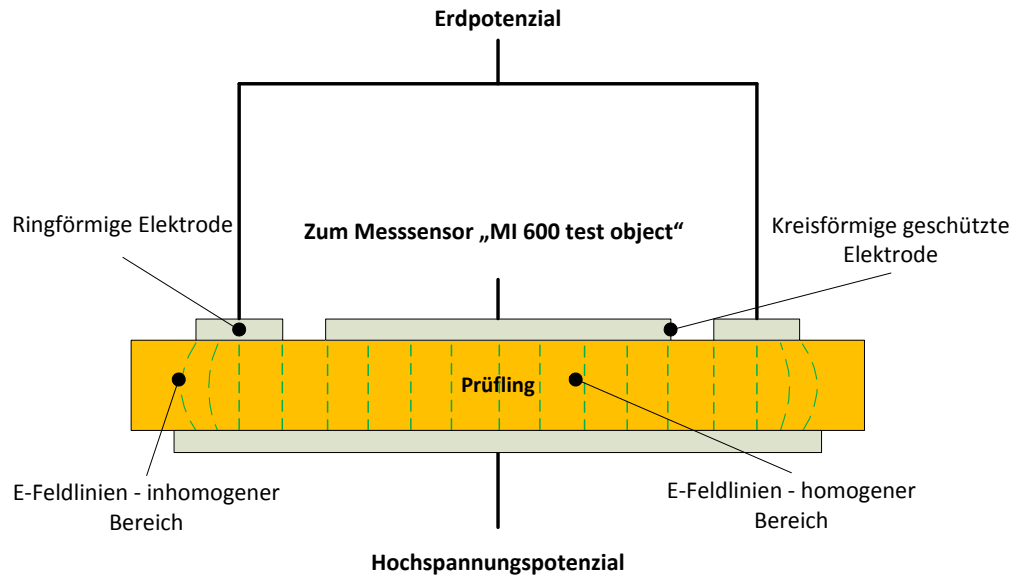 Erdpotenzial
Ringförmige Elektrode
Zum Messsensor „MI 600 test object“
Kreisförmige geschützte
Elektrode
Prüfling
E-Feldlinien - inhomogener
Bereich
E-Feldlinien - homogener
Bereich
Hochspannungspotenzial